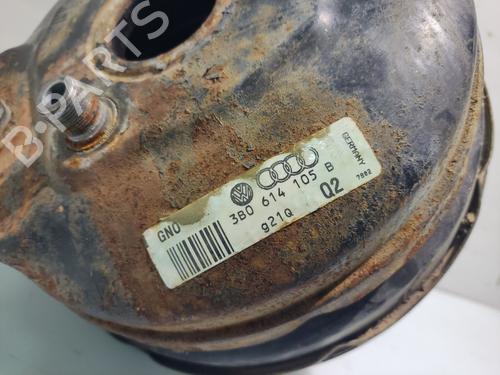 B-PARTS
GNO
3B0 614 105 B
921Q
Q2
GERMANY
7882